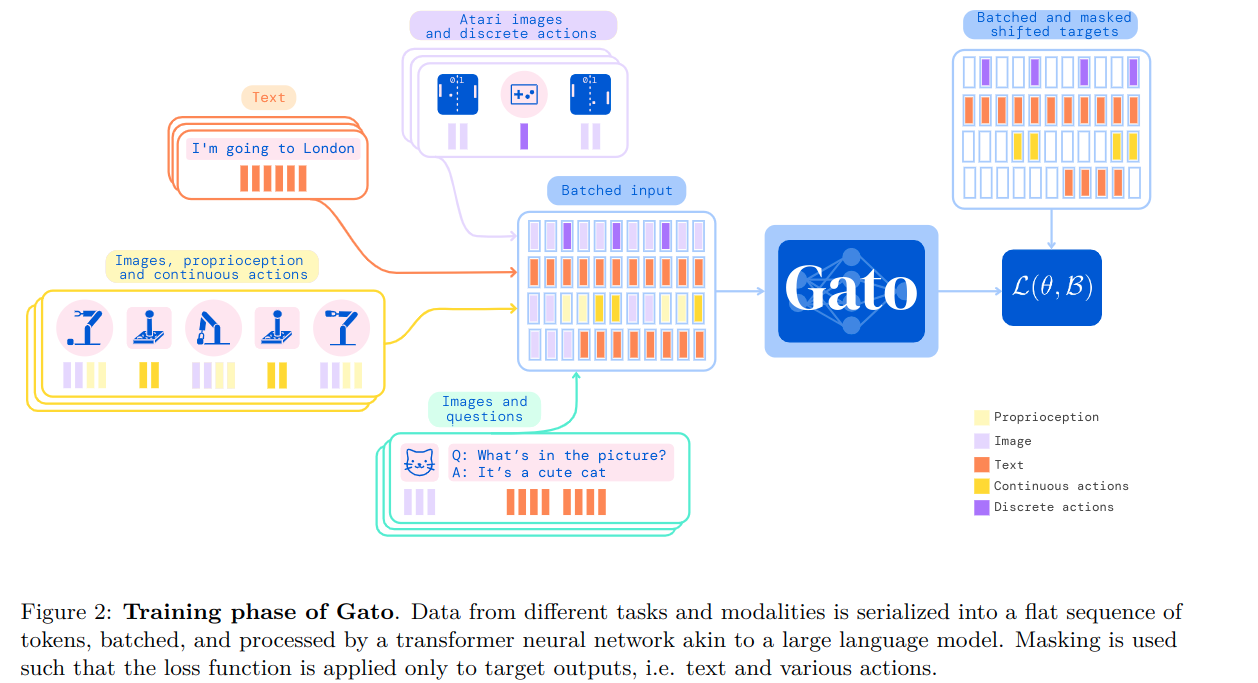 Atari images
and discrete actions
0 1
0 1
Batched and masked
shifted targets
Text
I'm going to London
Batched input
Images, proprioception
and continuous actions
Gato
ℒ(θ, ℬ)
Images and
questions
Q: What's in the picture?
A: It's a cute cat
Proprioception
Image
Text
Continuous actions
Discrete actions
Figure 2: Training phase of Gato. Data from different tasks and modalities is serialized into a flat sequence of
tokens, batched, and processed by a transformer neural network akin to a large language model. Masking is used
such that the loss function is applied only to target outputs, i.e. text and various actions.